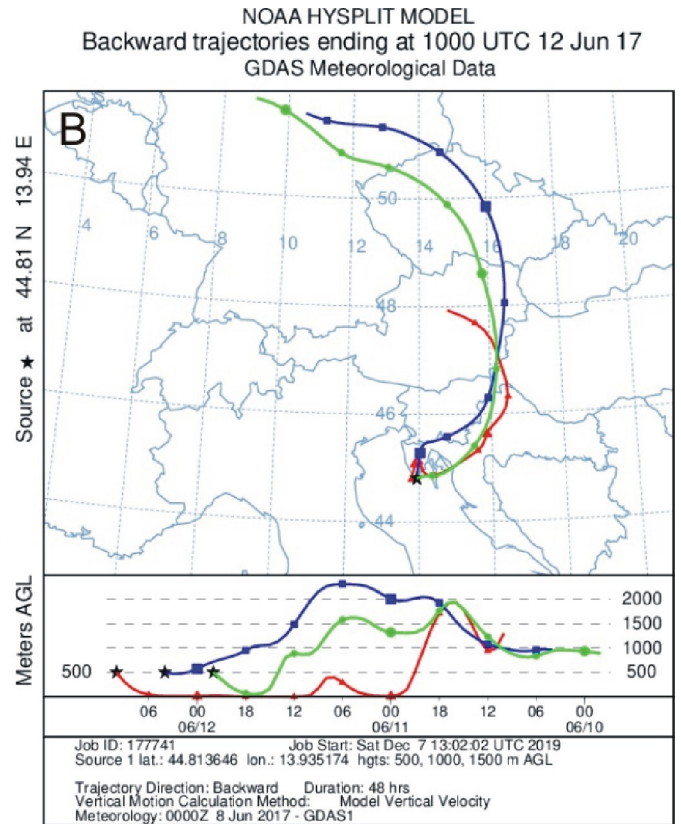 NOAA HYSPLIT MODEL
Backward trajectories ending at 1000 UTC 12 Jun 17
GDAS Meteorological Data
B
Source ★ at 44.81 N 13.94 E
50
4 6 8 10 12 14 16 18 20
48
46
44
Meters AGL
2000
1500
1000
500 500
06 00 18 12 06 00 18 12 06 00
06/12 06/11 06/10
Job ID: 177741 Job Start: Sat Dec 7 13:02:02 UTC 2019
Source 1 lat.: 44.813646 lon.: 13.935174 hgts: 500, 1000, 1500 m AGL
Trajectory Direction: Backward Duration: 48 hrs
Vertical Motion Calculation Method: Model Vertical Velocity
Meteorology: 0000Z 8 Jun 2017 - GDAS1